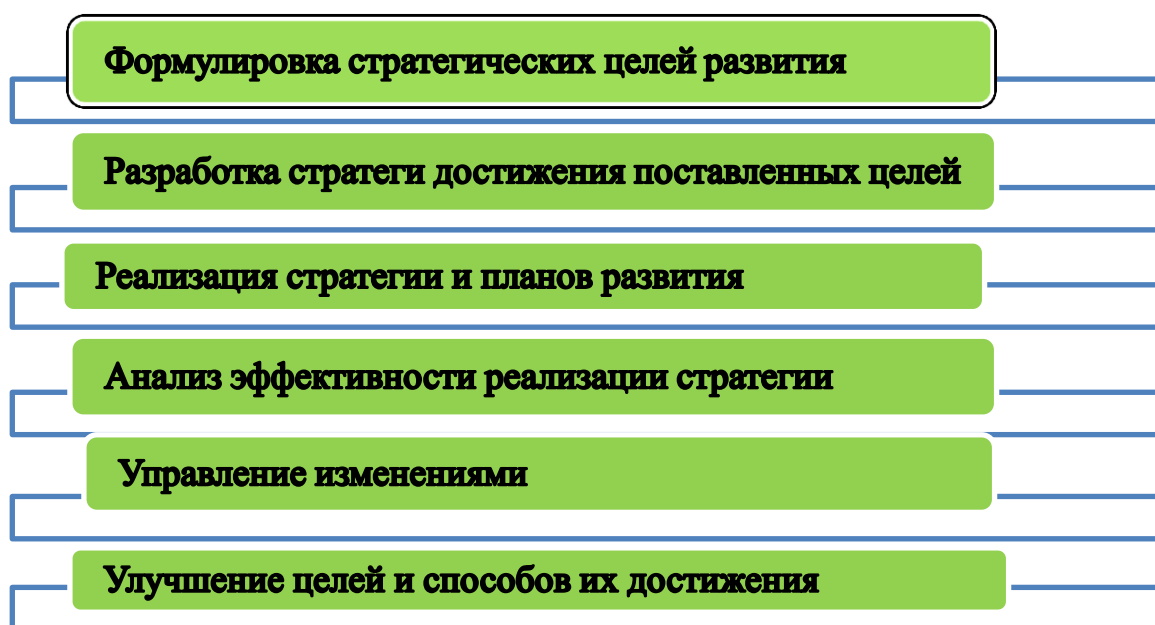 Формулировка стратегических целей развития
Разработка стратеги достижения поставленных целей
Реализация стратегии и планов развития
Анализ эффективности реализации стратегии
Управление изменениями
Улучшение целей и способов их достижения